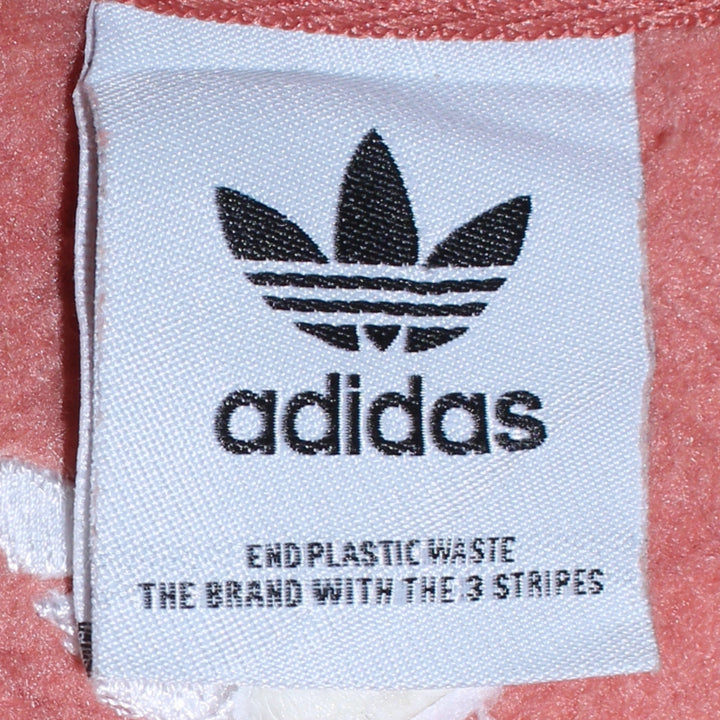 adidas
END PLASTIC WASTE
THE BRAND WITH THE 3 STRIPES